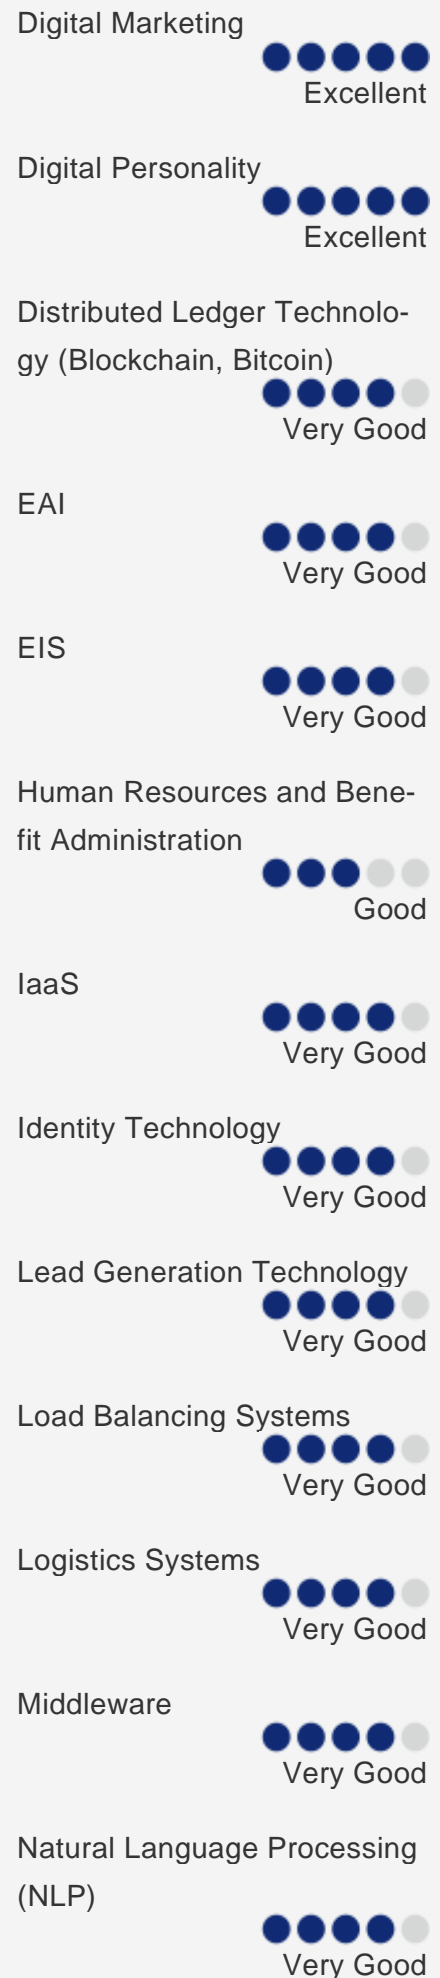 Digital Marketing
Excellent
Digital Personality
Excellent
Distributed Ledger Technolo-
gy (Blockchain, Bitcoin)
Very Good
EAI
Very Good
EIS
Very Good
Human Resources and Bene-
fit Administration
Good
IaaS
Very Good
Identity Technology
Very Good
Lead Generation Technology
Very Good
Load Balancing Systems
Very Good
Logistics Systems
Very Good
Middleware
Very Good
Natural Language Processing
(NLP)
Very Good